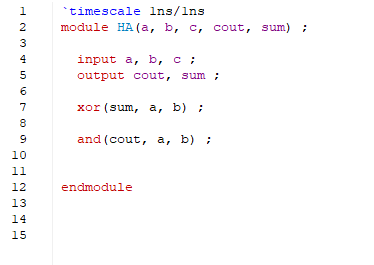 1 `timescale 1ns/1ns
2 module HA(a, b, c, cout, sum) ;
3
4 input a, b, c ;
5 output cout, sum ;
6
7 xor(sum, a, b) ;
8
9 and(cout, a, b) ;
10
11
12 endmodule
13
14
15